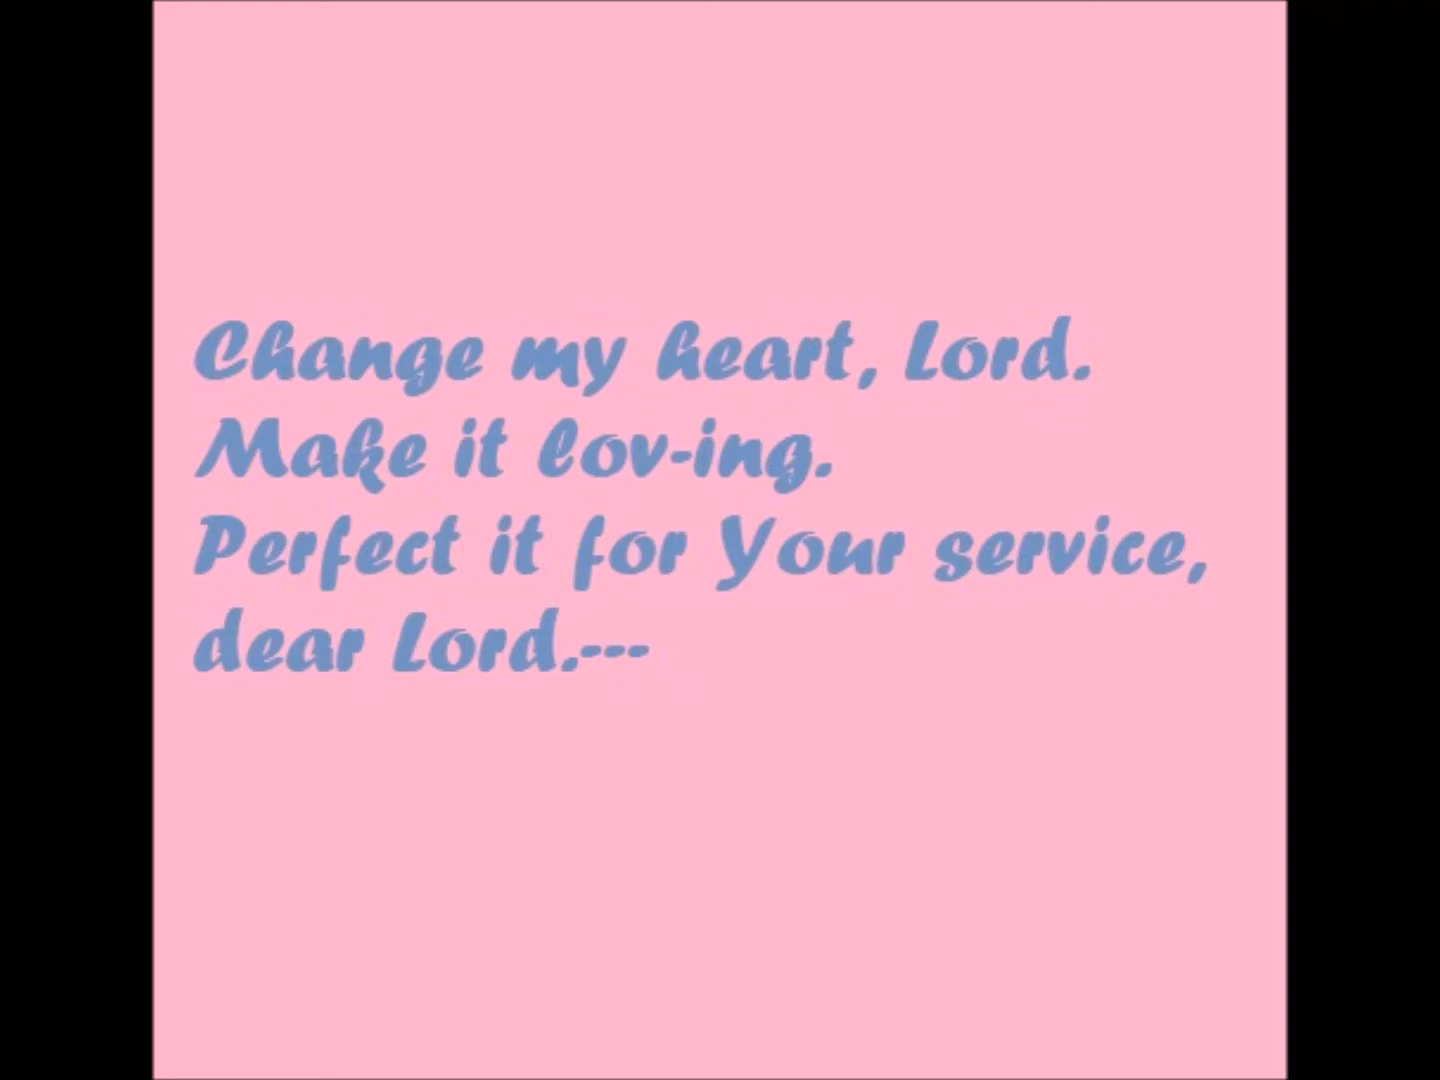 Change my heart, Lord.
Make it lov-ing.
Perfect it for Your service,
dear Lord.---